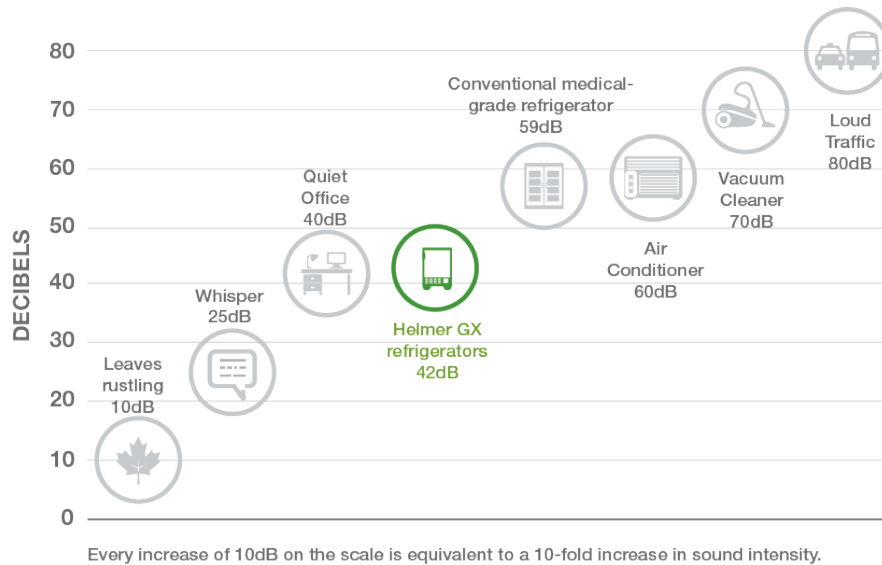 DECIBELS
80
70
60
50
40
30
20
10
0
Leaves
rustling
10dB
Whisper
25dB
Quiet
Office
40dB
Helmer GX
refrigerators
42dB
Conventional medical-
grade refrigerator
59dB
Air
Conditioner
60dB
Vacuum
Cleaner
70dB
Loud
Traffic
80dB
Every increase of 10dB on the scale is equivalent to a 10-fold increase in sound intensity.